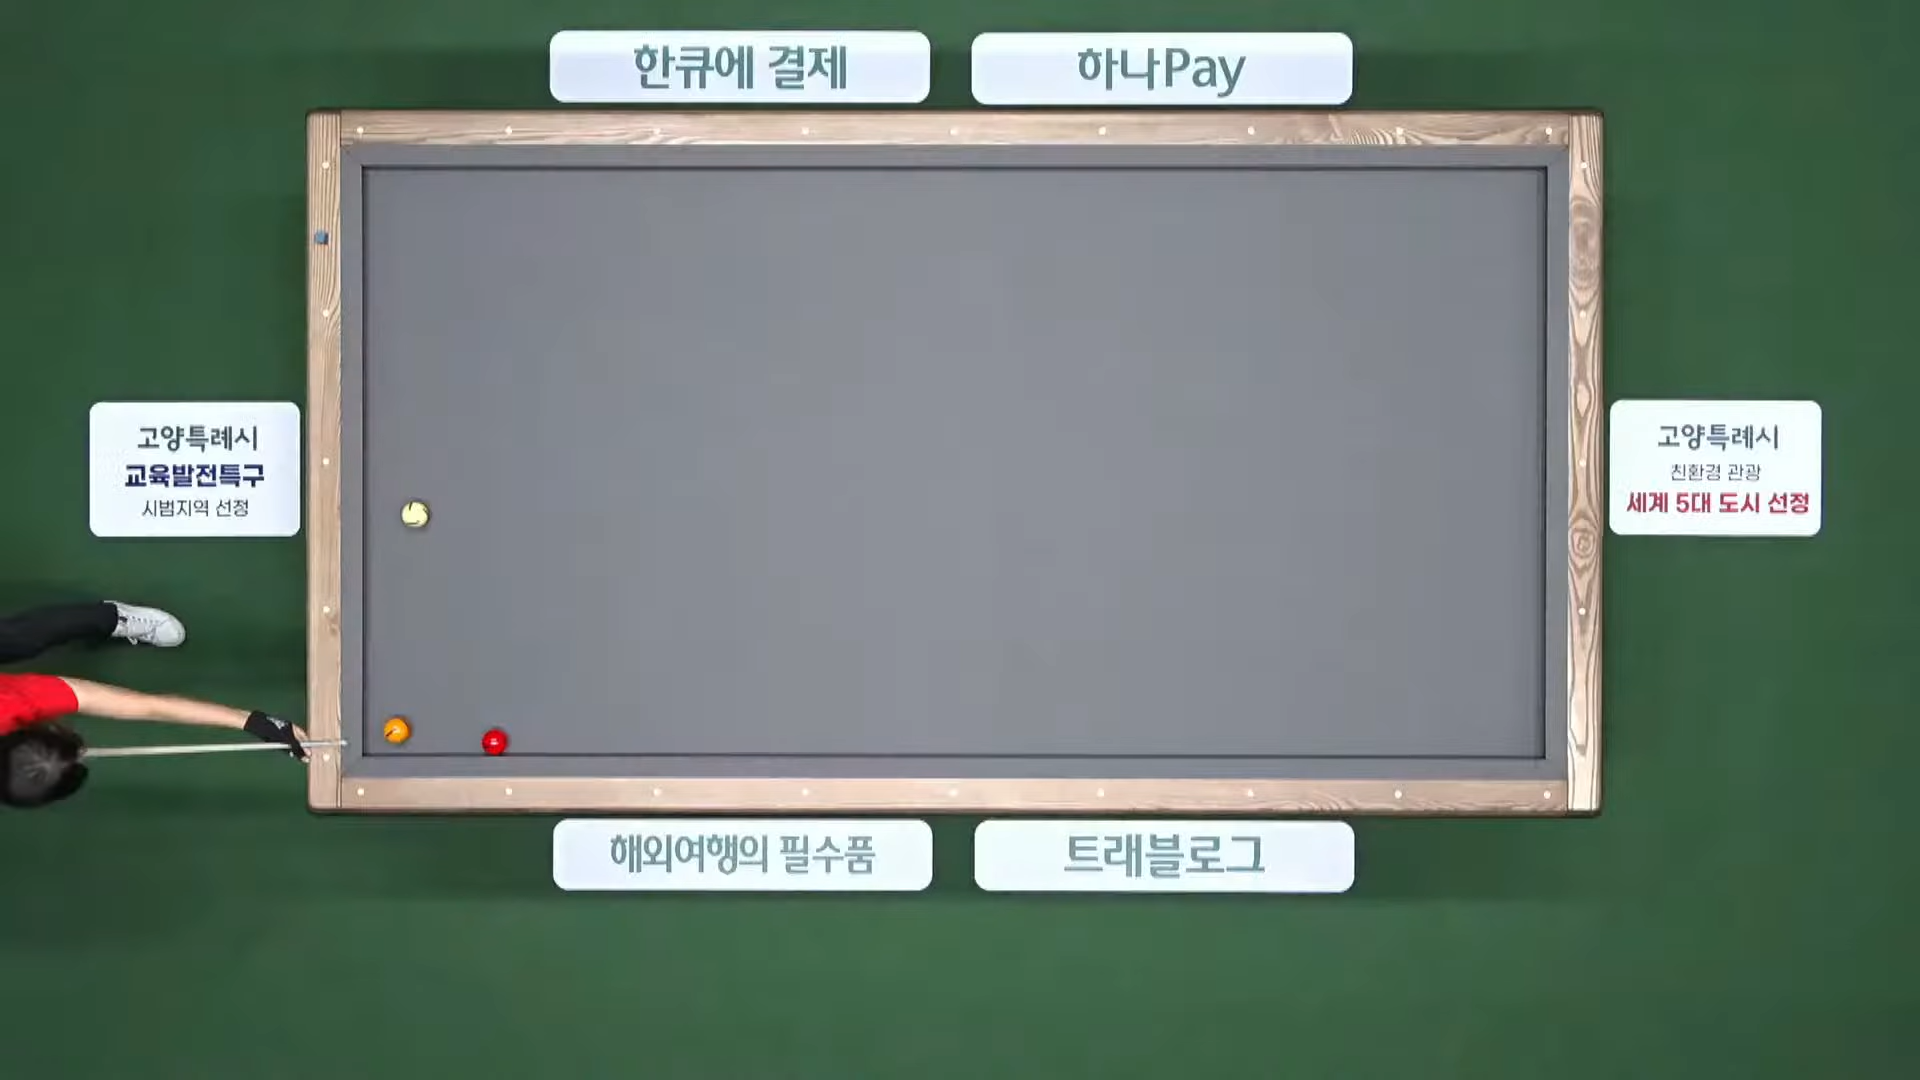 한큐에 결제
하나Pay
고양특례시
교육발전특구
시범지역 선정
고양특례시
친환경 관광
세계 5대 도시 선정
해외여행의 필수품
트래블로그